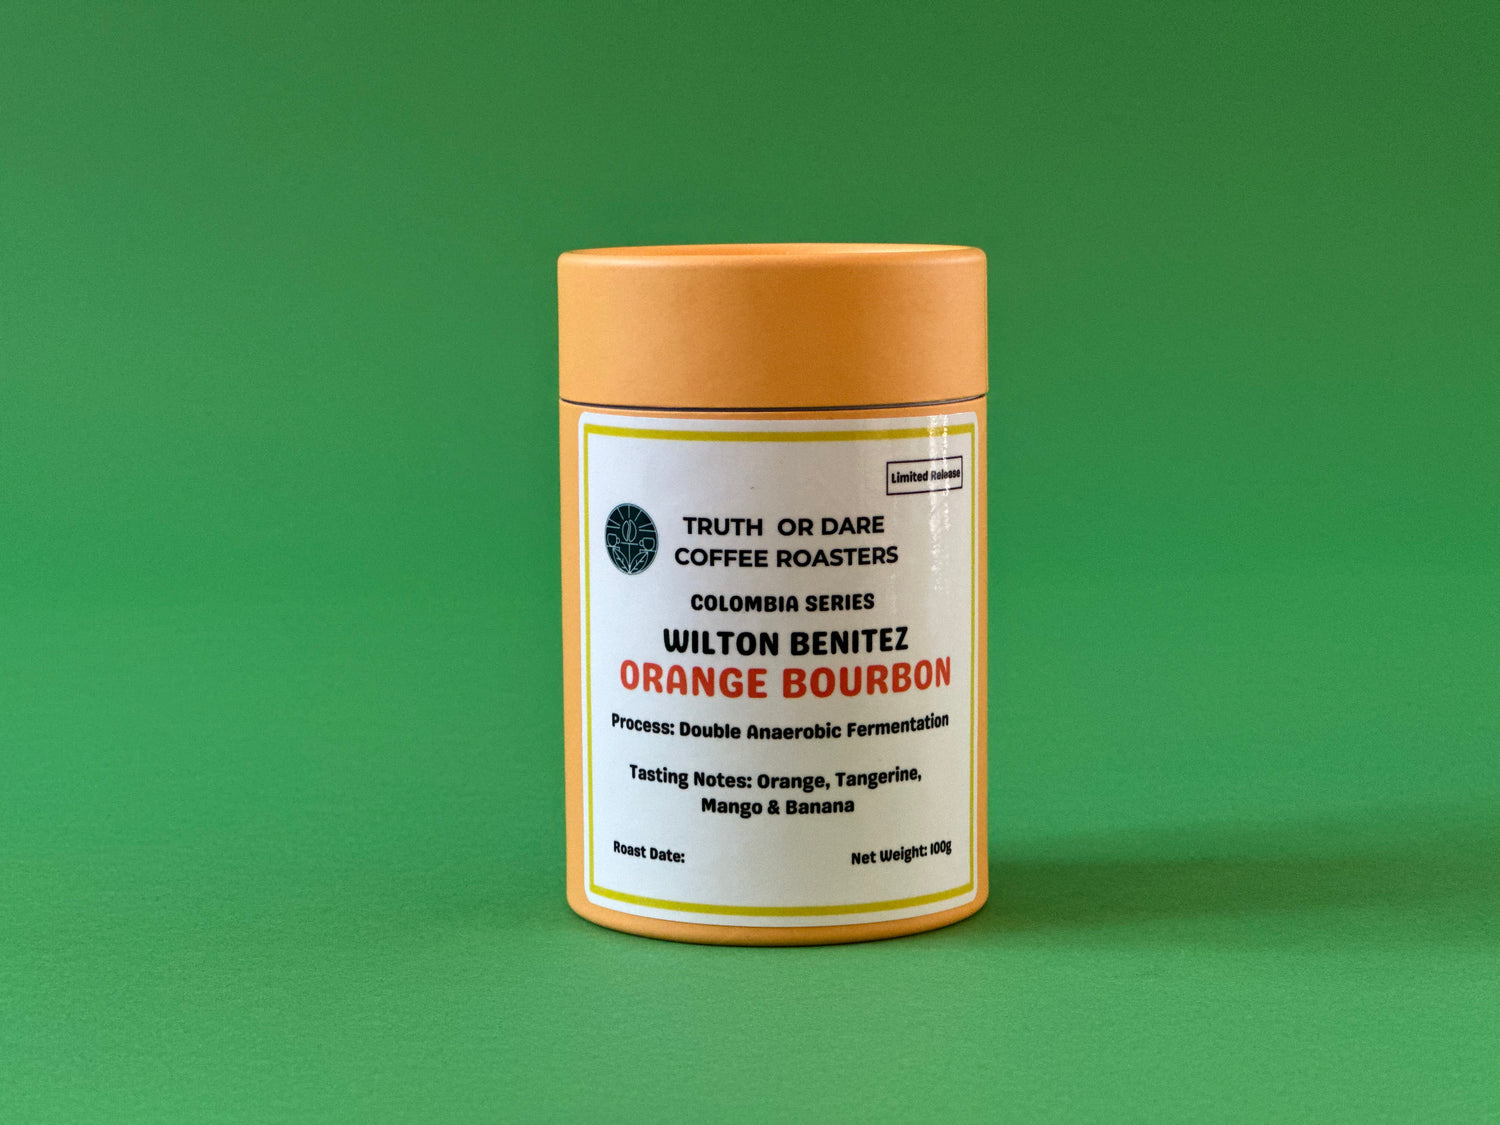 Limited Release
TRUTH OR DARE
COFFEE ROASTERS
COLOMBIA SERIES
WILTON BENITEZ
ORANGE BOURBON
Process: Double Anaerobic Fermentation
Tasting Notes: Orange, Tangerine,
Mango & Banana
Roast Date:
Net Weight: 100g